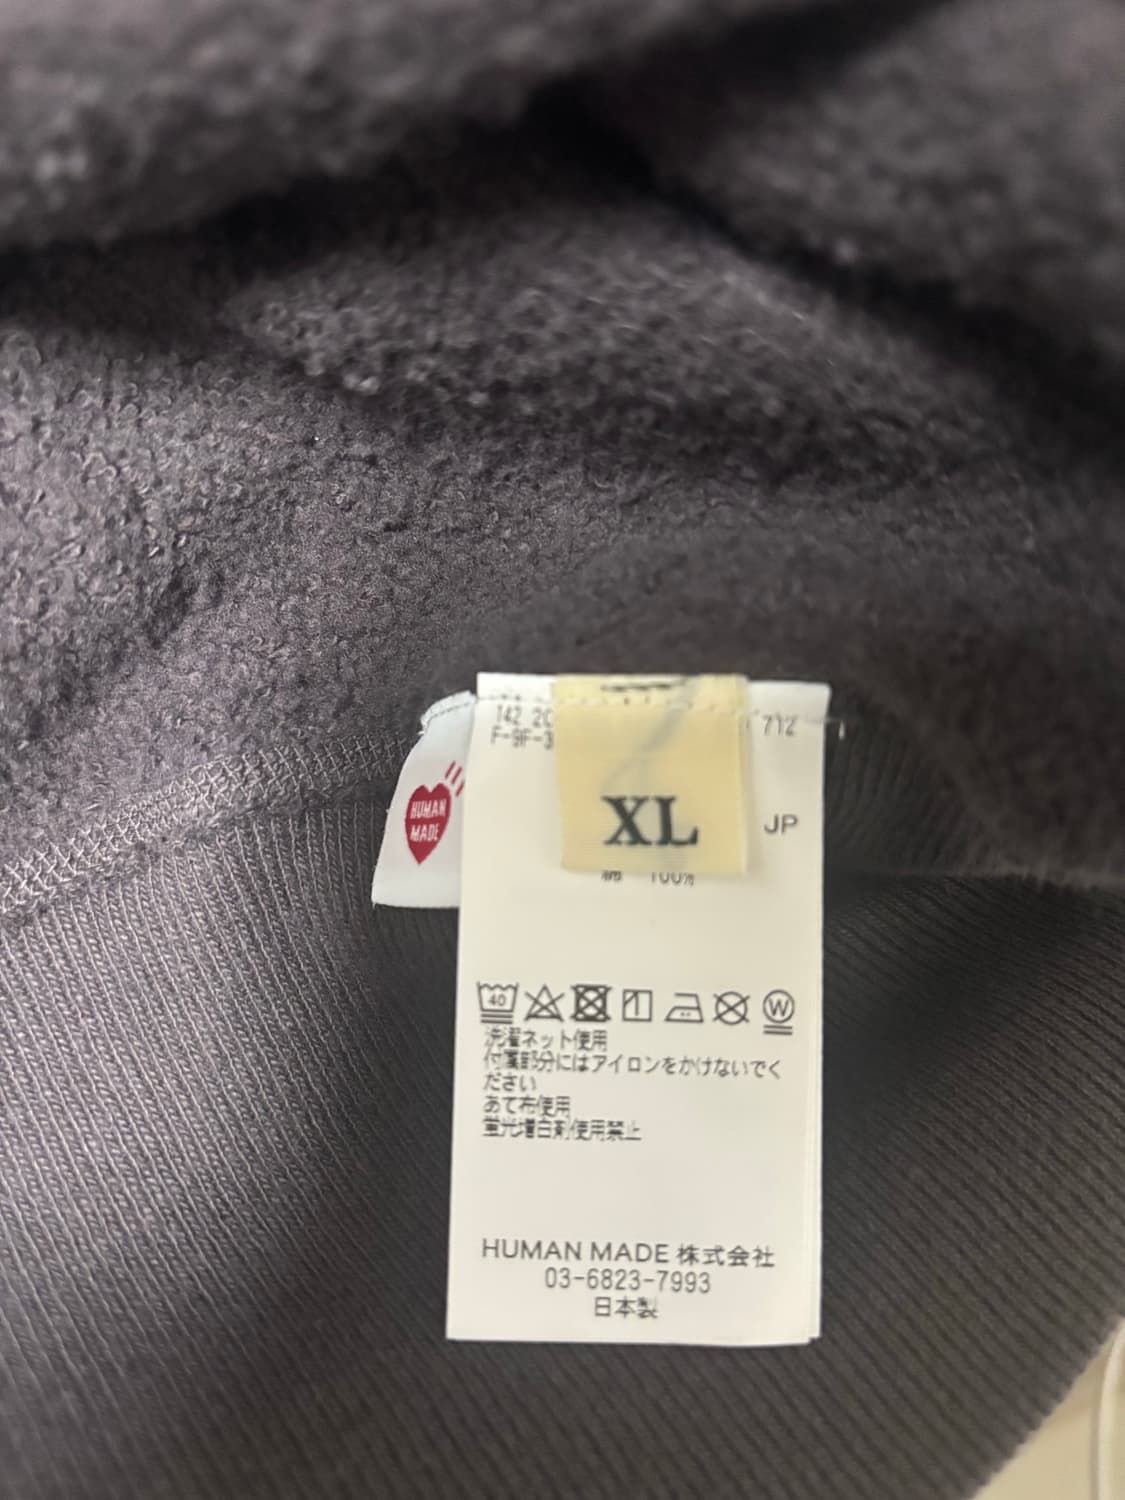 HUMAN
MADE
712
XL
JP
綿 100%
40
W
洗濯ネット使用
付属部分にはアイロンをかけないでく
ださい
あて布使用
蛍光増白剤使用禁止
HUMAN MADE 株式会社
03-6823-7993
日本製